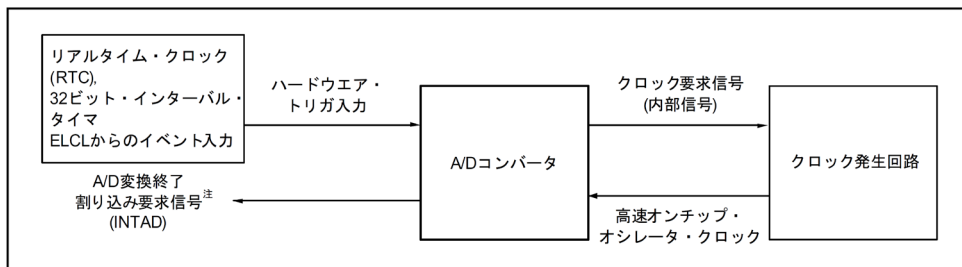 リアルタイム・クロック
(RTC),
32ビット・インターバル・
タイマ
ELCLからのイベント入力
ハードウエア・
トリガ入力
A/D変換終了
割り込み要求信号注
(INTAD)
A/Dコンバータ
クロック要求信号
(内部信号)
高速オンチップ・
オシレータ・クロック
クロック発生回路